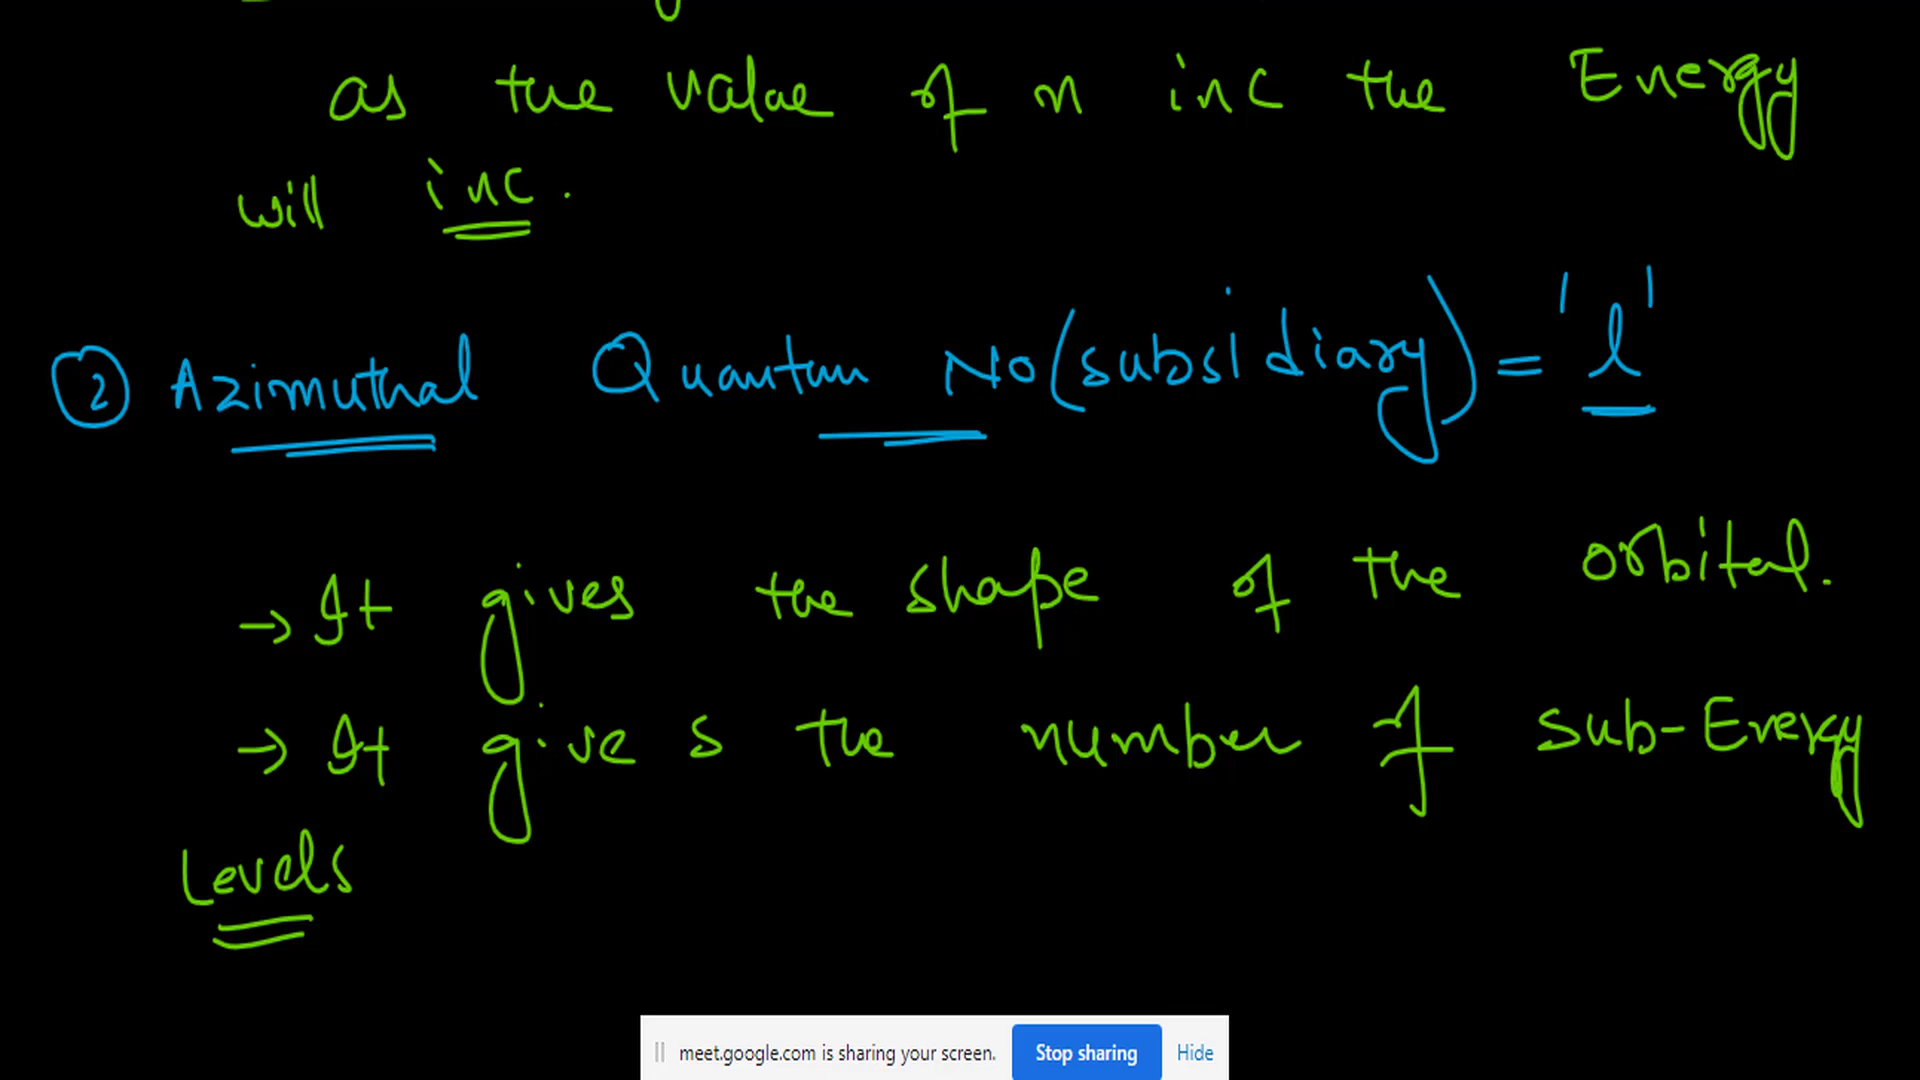 as the value of n inc the Energy
will inc.
② Azimuthal Quantum No(subsidiary) = 'l'
→ It gives the shape of the orbital.
→ It gives the number of sub-Energy
Levels
meet.google.com is sharing your screen. Stop sharing Hide